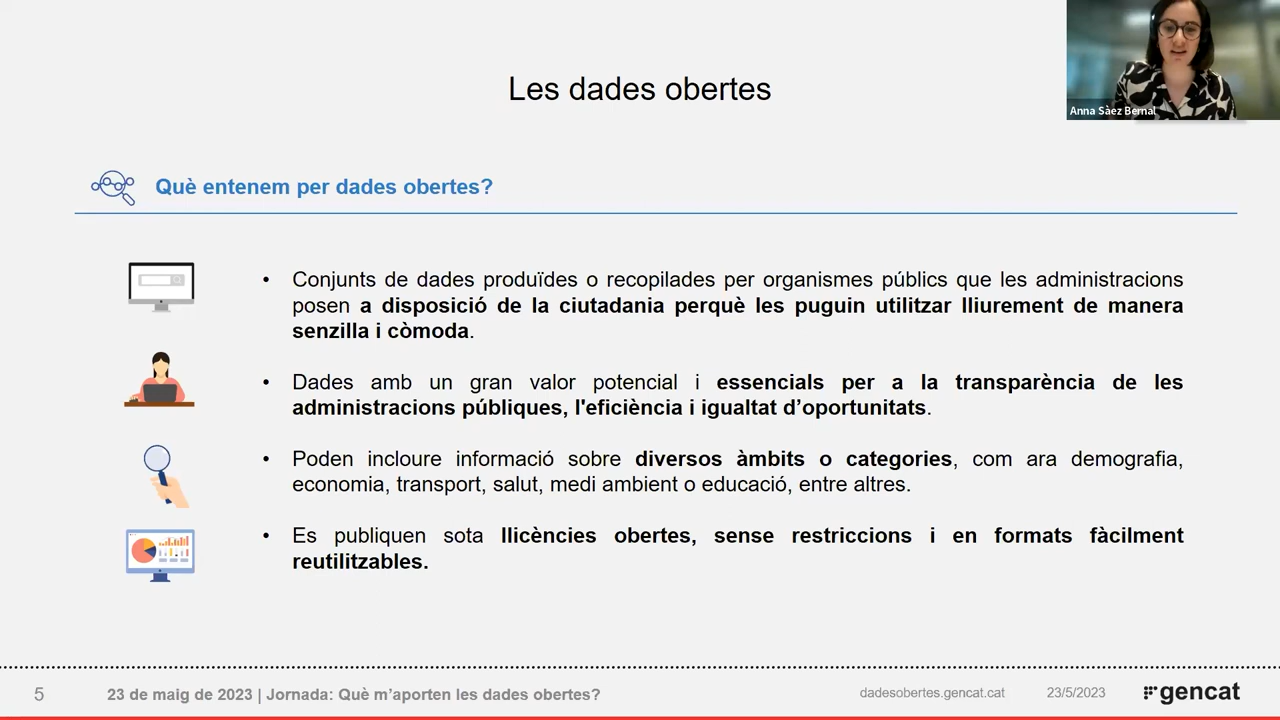 Les dades obertes
Anna Sàez Bernal
Què entenem per dades obertes?
• Conjunts de dades produïdes o recopilades per organismes públics que les administracions
posen a disposició de la ciutadania perquè les puguin utilitzar lliurement de manera
senzilla i còmoda.
• Dades amb un gran valor potencial i essencials per a la transparència de les
administracions públiques, l'eficiència i igualtat d’oportunitats.
• Poden incloure informació sobre diversos àmbits o categories, com ara demografia,
economia, transport, salut, medi ambient o educació, entre altres.
• Es publiquen sota llicències obertes, sense restriccions i en formats fàcilment
reutilitzables.
5
23 de maig de 2023 | Jornada: Què m’aporten les dades obertes?
dadesobertes.gencat.cat
23/5/2023
gencat